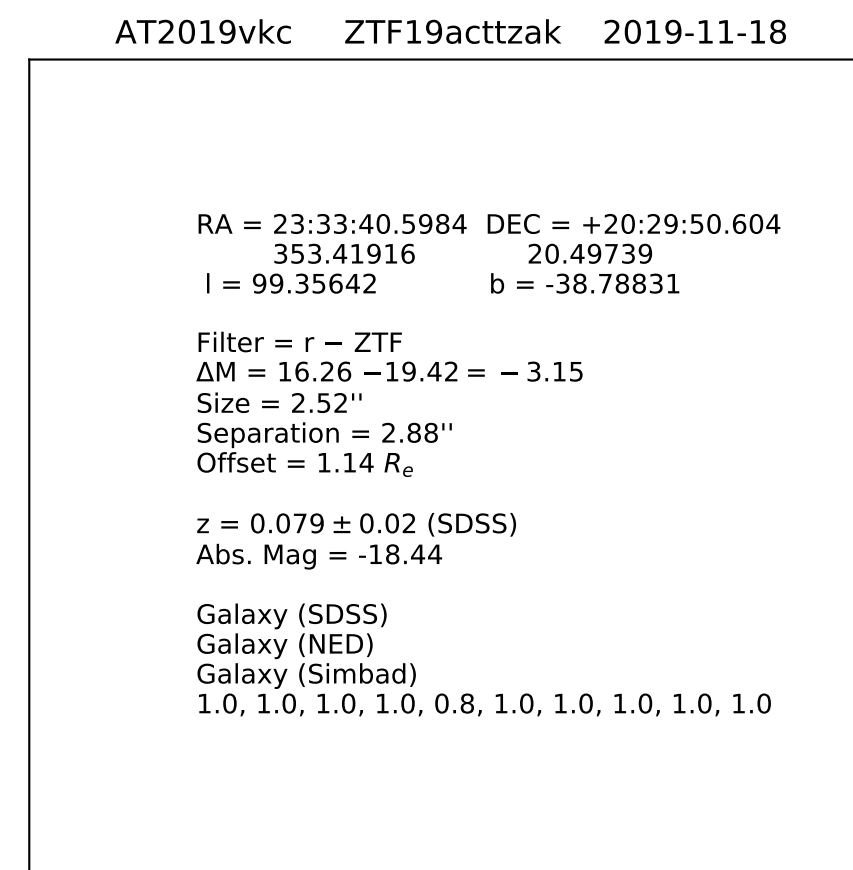 AT2019vkc ZTF19acttzak 2019-11-18
RA = 23:33:40.5984 DEC = +20:29:50.604
353.41916 20.49739
l = 99.35642 b = -38.78831
Filter = r − ZTF
ΔM = 16.26 −19.42 = − 3.15
Size = 2.52''
Separation = 2.88''
Offset = 1.14 Re
z = 0.079 ± 0.02 (SDSS)
Abs. Mag = -18.44
Galaxy (SDSS)
Galaxy (NED)
Galaxy (Simbad)
1.0, 1.0, 1.0, 1.0, 0.8, 1.0, 1.0, 1.0, 1.0, 1.0